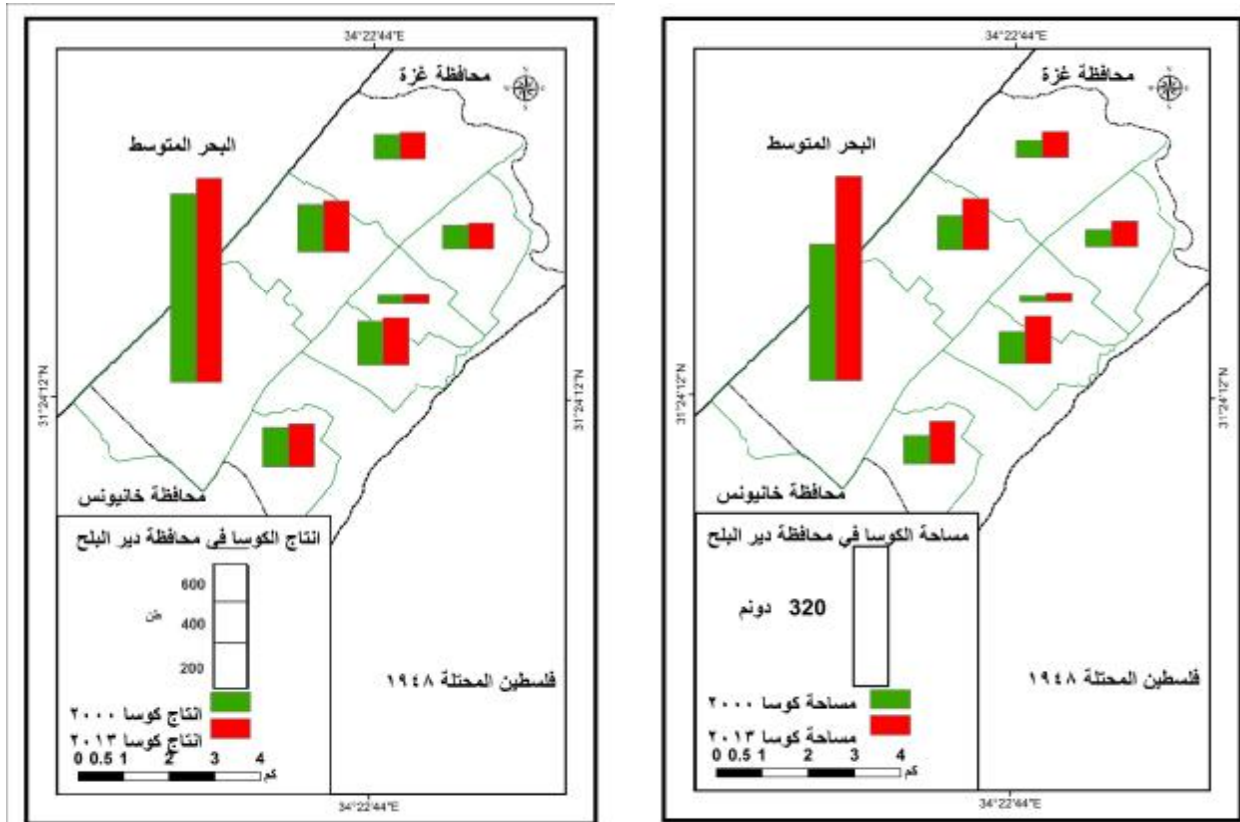 34°22'44"E
محافظة غزة
البحر المتوسط
31°24'12"N
31°24'12"N
محافظة خانيونس
انتاج الكوسا في محافظة دير البلح
600
طن
400
200
انتاج كوسا ٢٠٠٠
انتاج كوسا ٢٠١٣
0 0.5 1 2 3 4
كم
فلسطين المحتلة ١٩٤٨
34°22'44"E
34°22'44"E
محافظة غزة
البحر المتوسط
31°24'12"N
31°24'12"N
محافظة خانيونس
مساحة الكوسا في محافظة دير البلح
320 دونم
مساحة كوسا ٢٠٠٠
مساحة كوسا ٢٠١٣
0 0.5 1 2 3 4
كم
فلسطين المحتلة ١٩٤٨
34°22'44"E